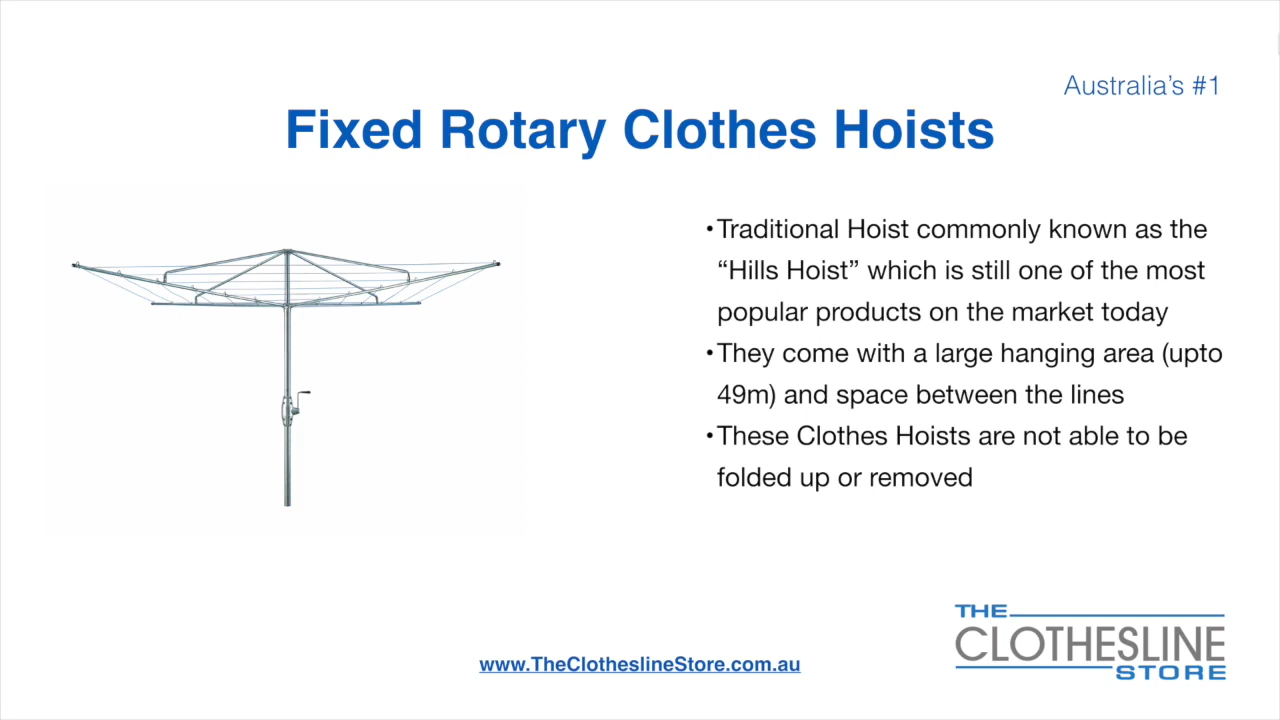 Australia's #1
Fixed Rotary Clothes Hoists
•Traditional Hoist commonly known as the
“Hills Hoist” which is still one of the most
popular products on the market today
•They come with a large hanging area (upto
49m) and space between the lines
•These Clothes Hoists are not able to be
folded up or removed
THE
CLOTHESLINE
STORE
www.TheClotheslineStore.com.au